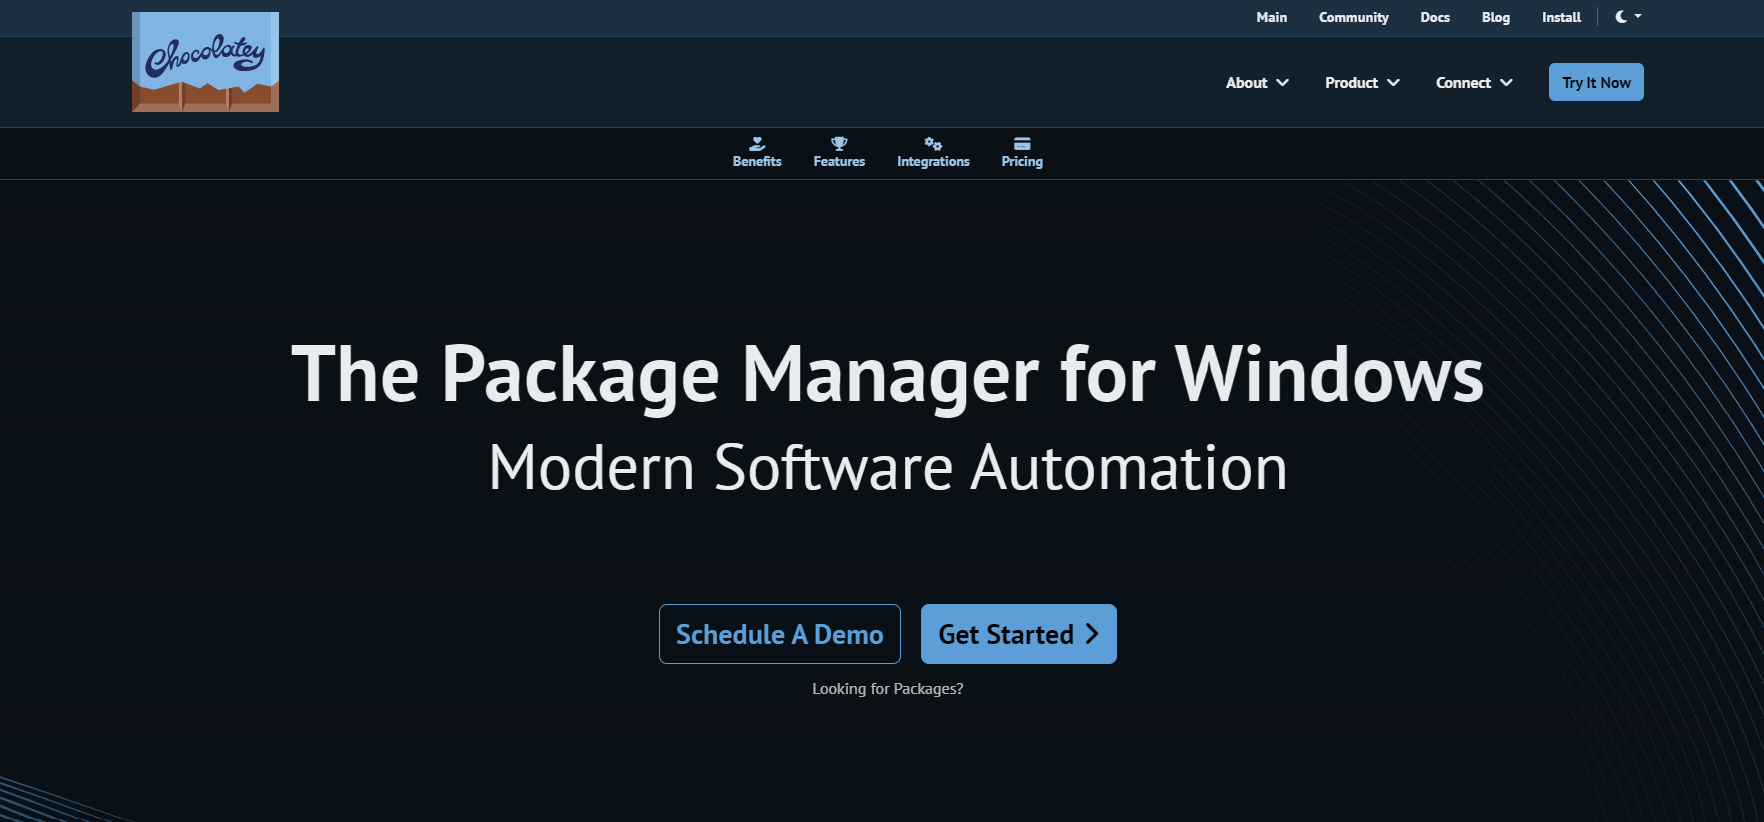 Main Community Docs Blog Install
Chocolatey
About Product Connect Try It Now
Benefits Features Integrations Pricing
The Package Manager for Windows
Modern Software Automation
Schedule A Demo Get Started
Looking for Packages?